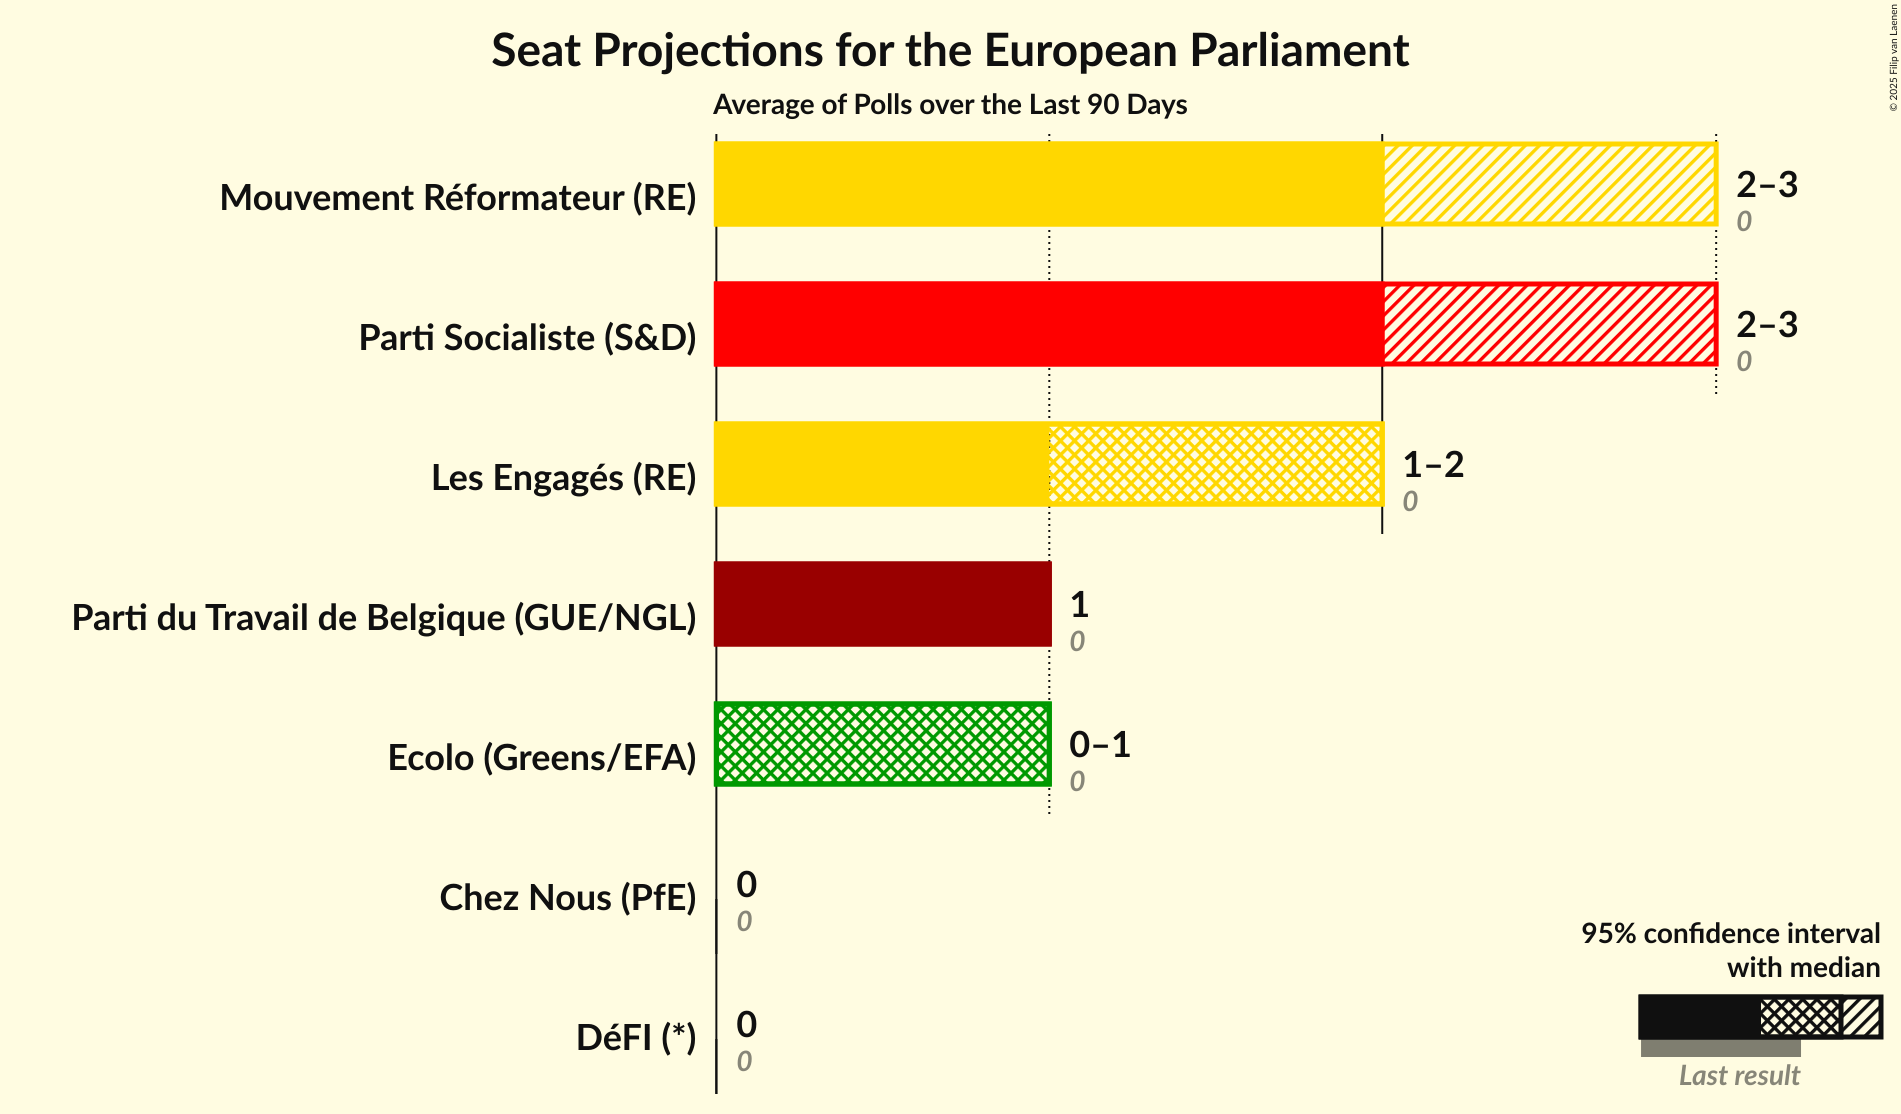 Seat Projections for the European Parliament
Average of Polls over the Last 90 Days
© 2025 Filip van Laenen
Mouvement Réformateur (RE)
2–3
0
Parti Socialiste (S&D)
2–3
0
Les Engagés (RE)
1–2
0
Parti du Travail de Belgique (GUE/NGL)
1
0
Ecolo (Greens/EFA)
0–1
0
Chez Nous (PfE)
0
0
DéFI (*)
0
0
95% confidence interval
with median
Last result